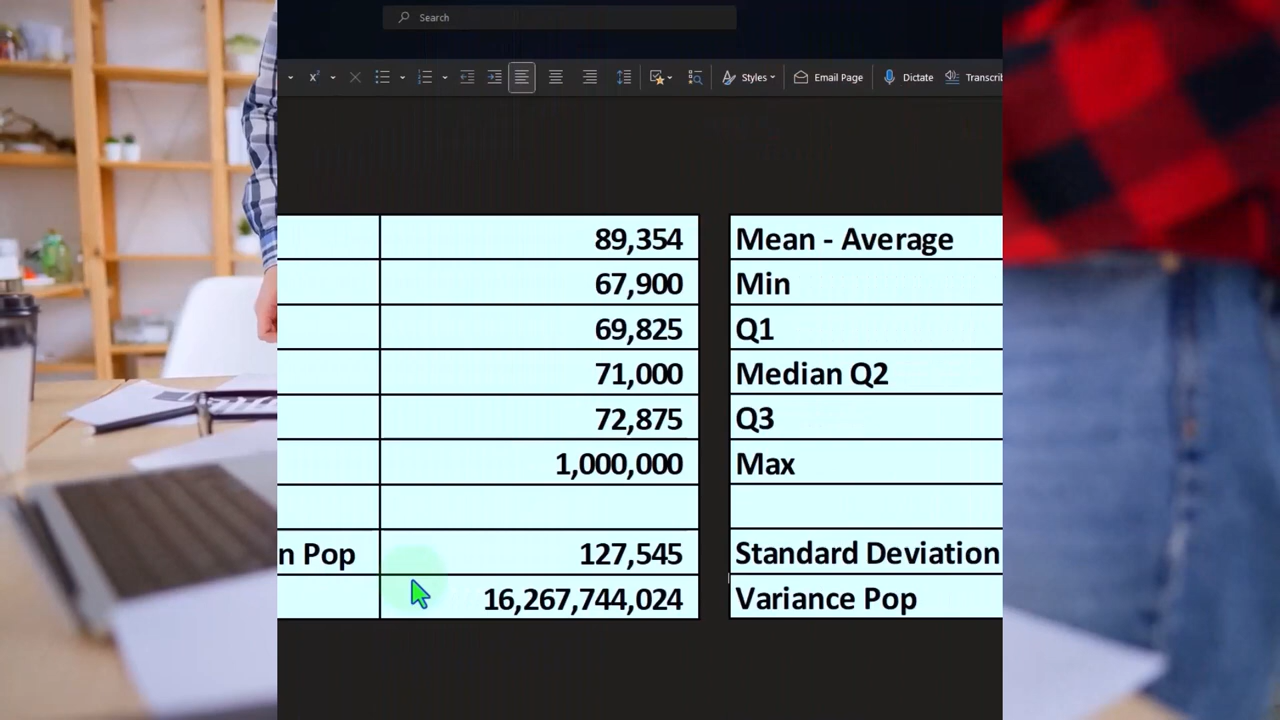 Search
Styles
Email Page
Dictate
Transcri
89,354
67,900
69,825
71,000
72,875
1,000,000
n Pop 127,545
16,267,744,024
Mean - Average
Min
Q1
Median Q2
Q3
Max
Standard Deviation
Variance Pop